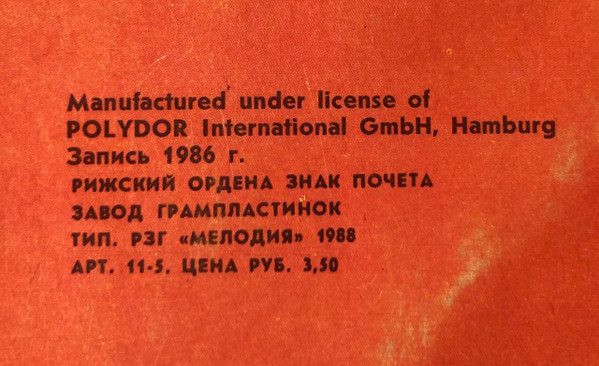 Manufactured under license of
POLYDOR International GmbH, Hamburg
Запись 1986 г.
РИЖСКИЙ ОРДЕНА ЗНАК ПОЧЕТА
ЗАВОД ГРАМПЛАСТИНОК
ТИП. РЗГ «МЕЛОДИЯ» 1988
АРТ. 11-5. ЦЕНА РУБ. 3,50